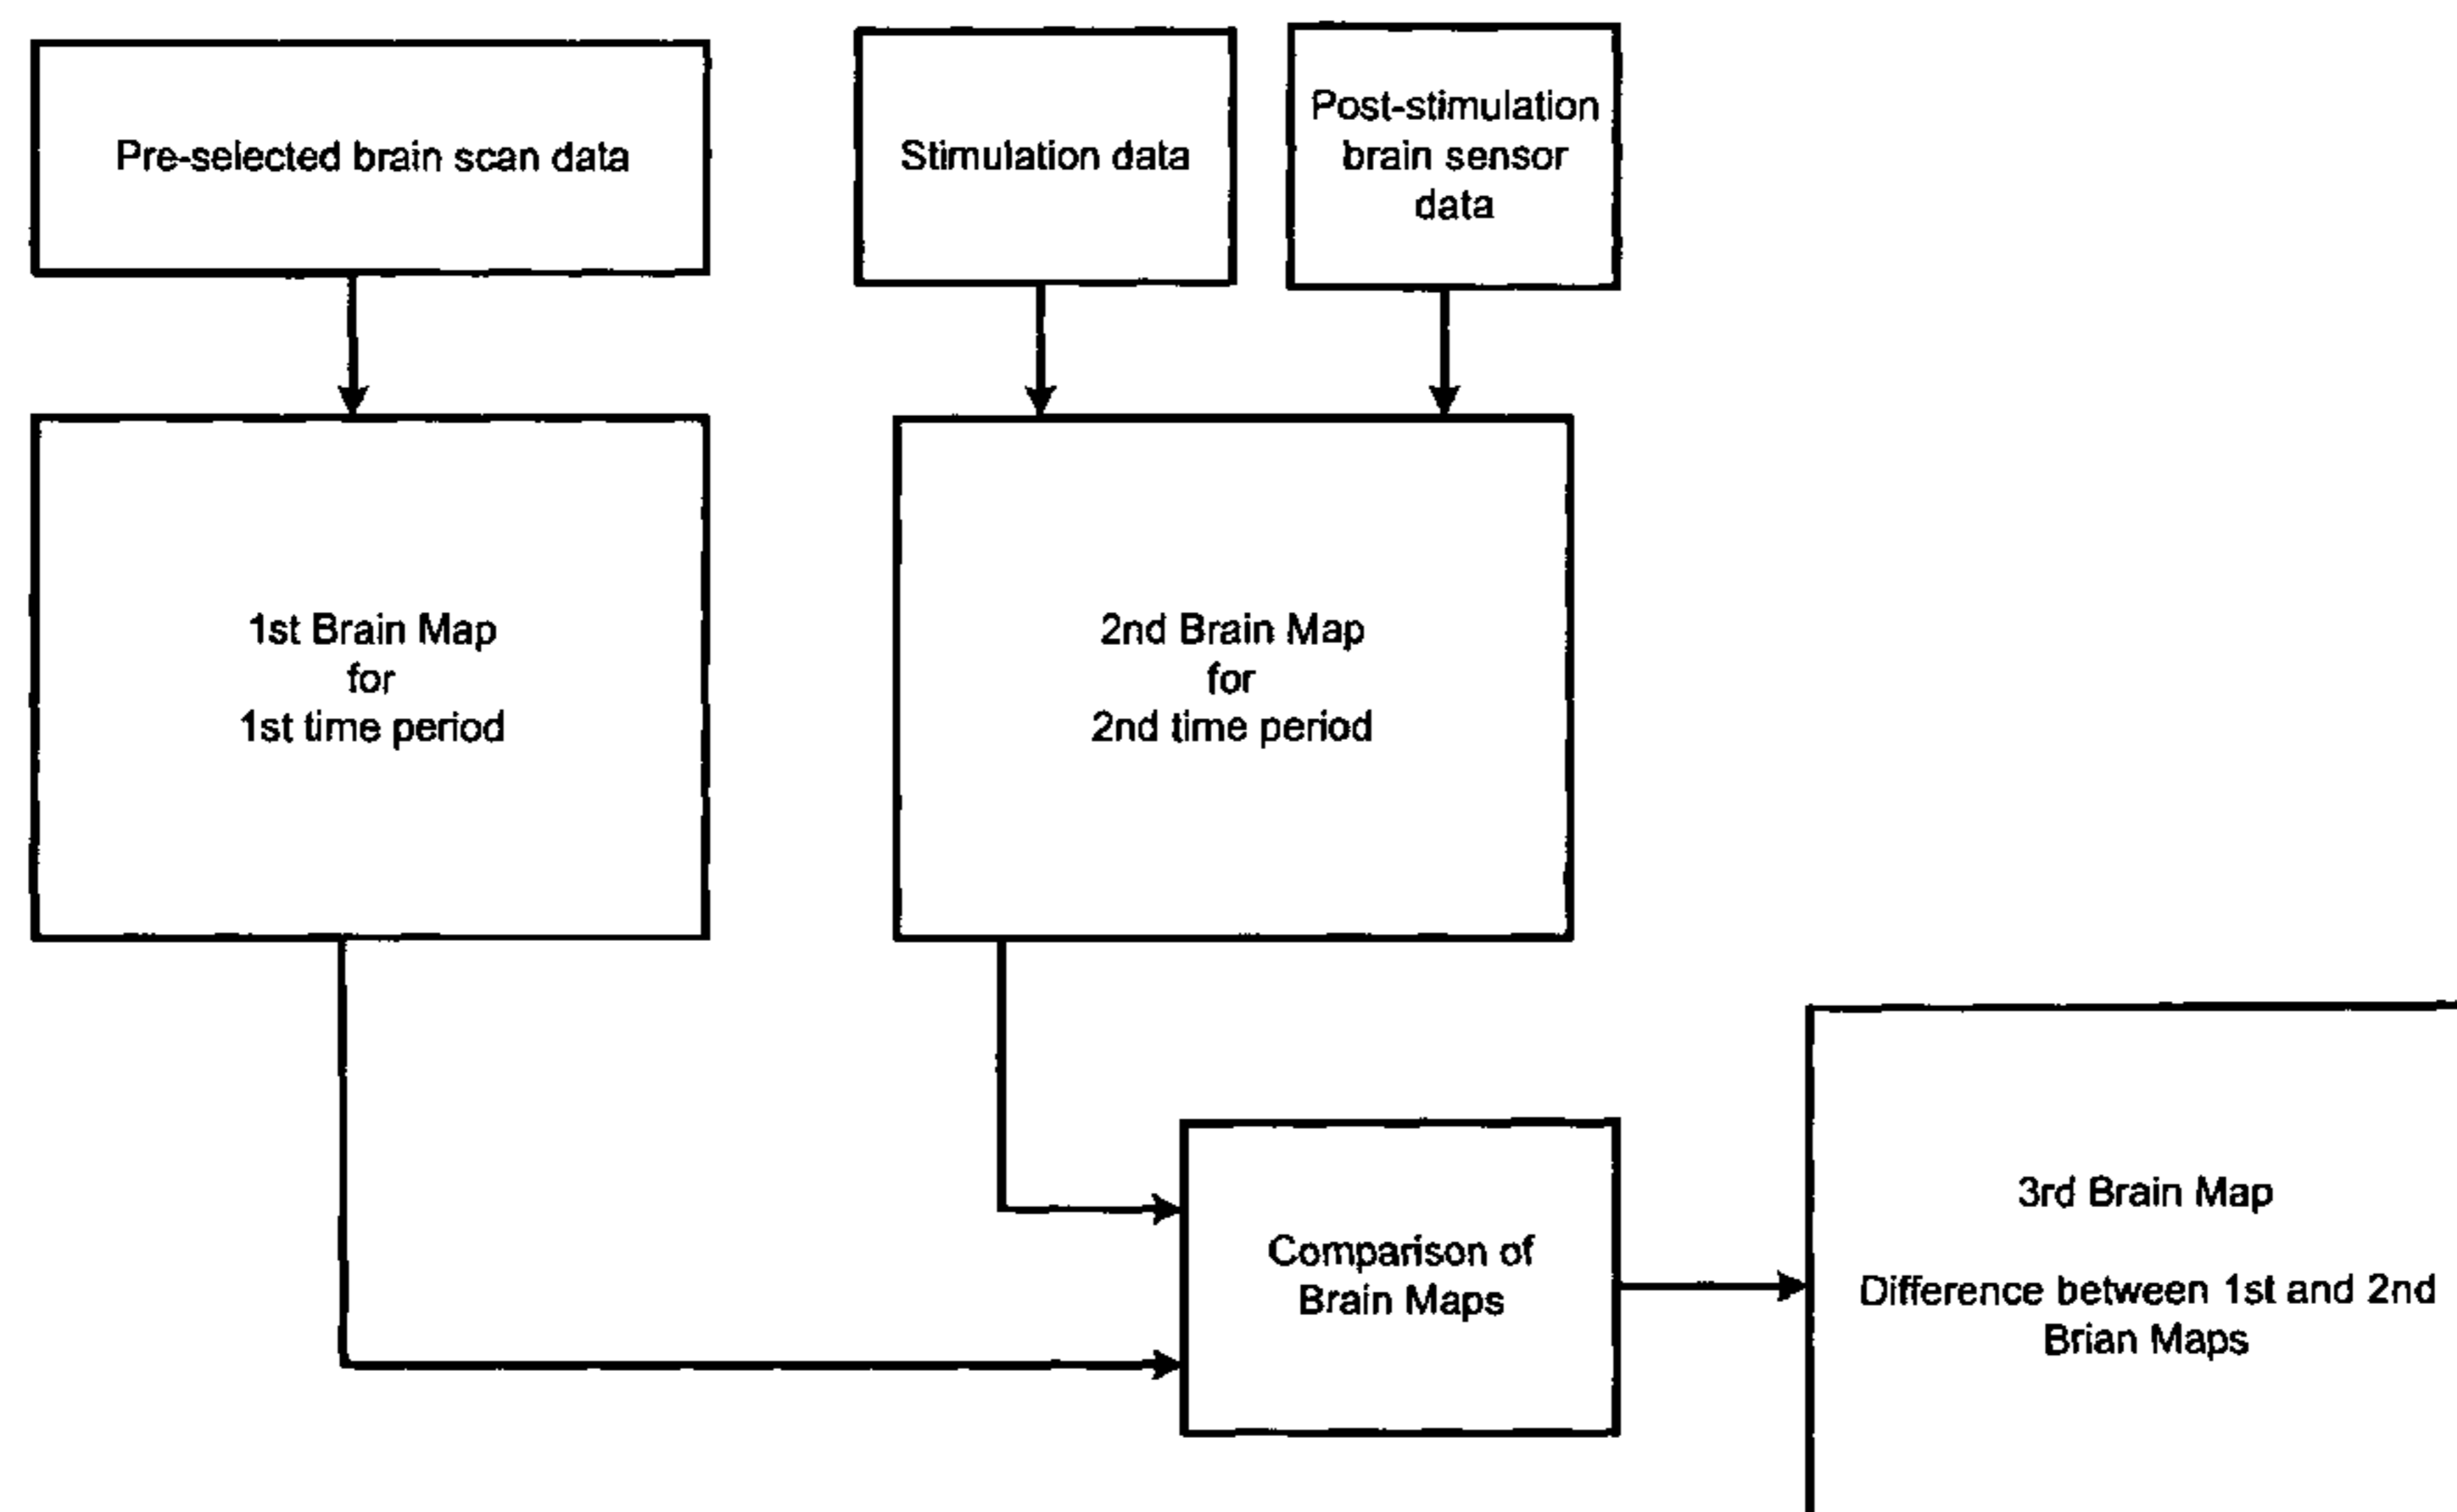 Pre-selected brain scan data
Stimulation data
Post-stimulation
brain sensor
data
1st Brain Map
for
1st time period
2nd Brain Map
for
2nd time period
Comparison of
Brain Maps
3rd Brain Map
Difference between 1st and 2nd
Brian Maps